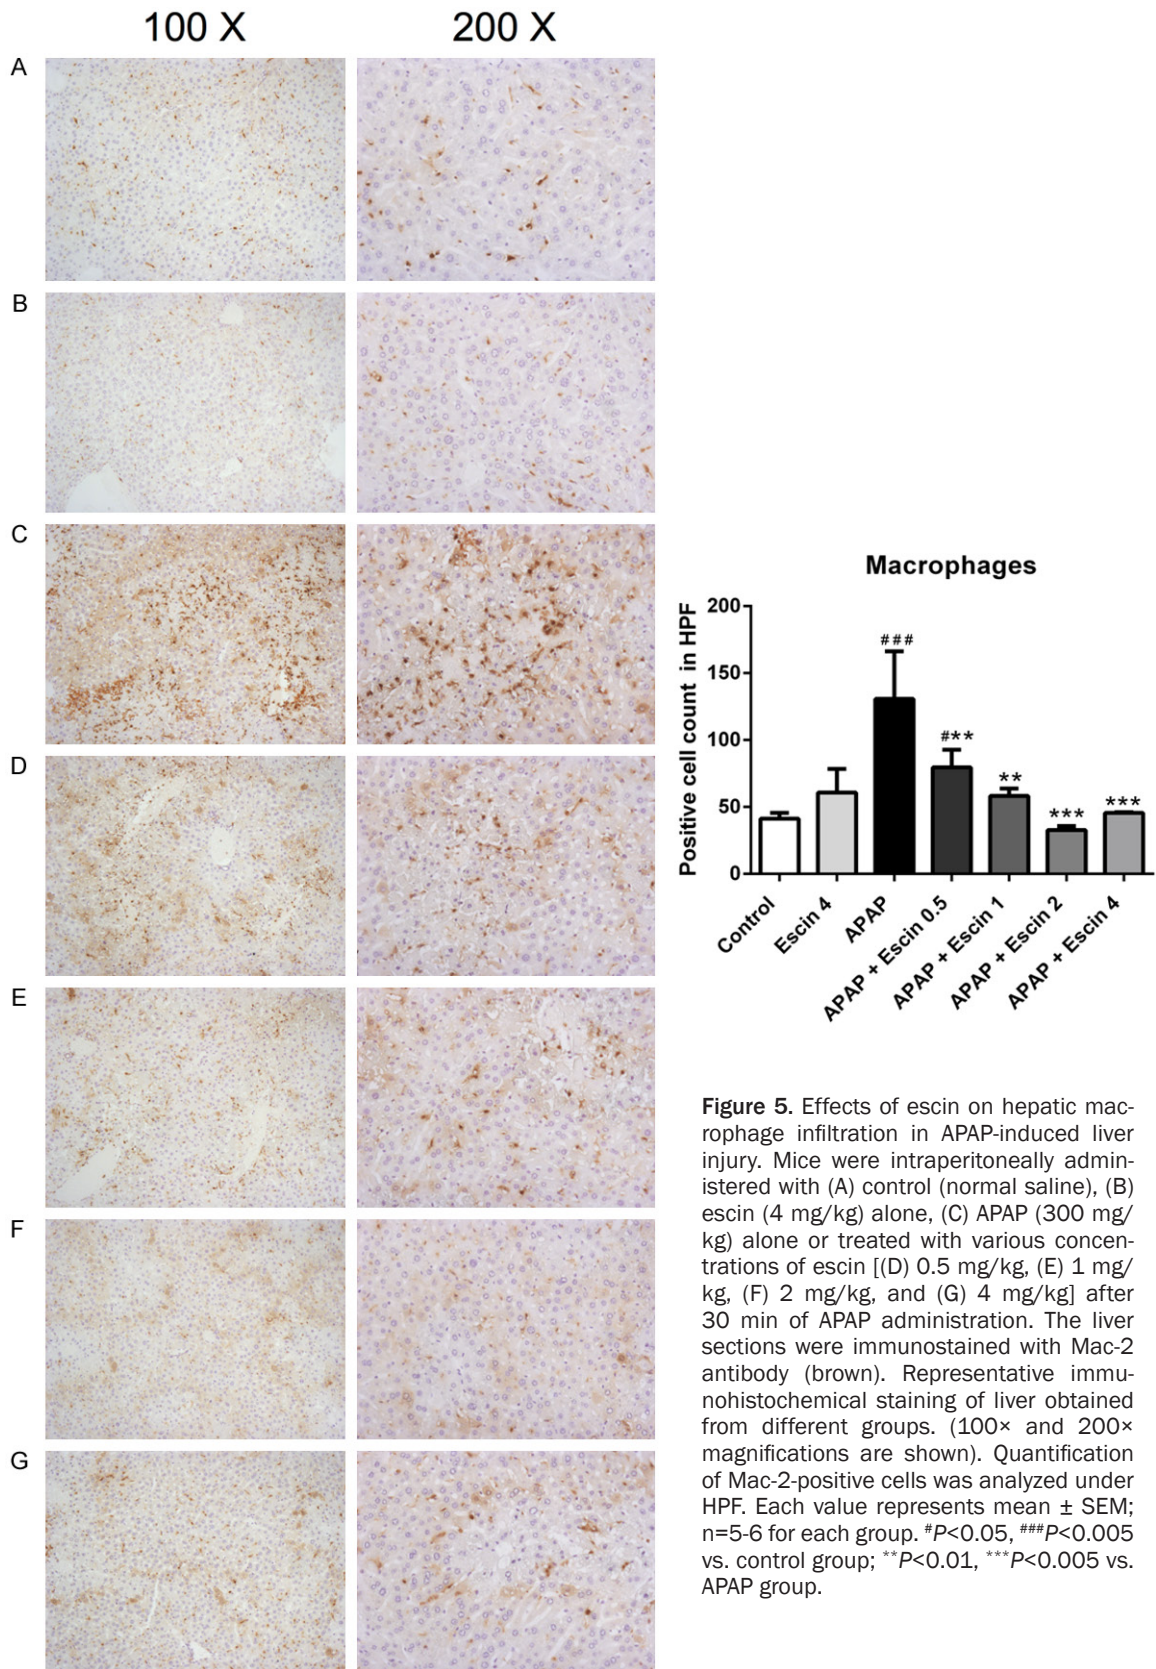 100 X
200 X
A
B
C
D
E
F
G
Macrophages
Positive cell count in HPF
200
150
100
50
0
###
#**
**
***
***
Control
Escin 4
APAP
APAP + Escin 0.5
APAP + Escin 1
APAP + Escin 2
APAP + Escin 4
Figure 5. Effects of escin on hepatic mac-
rophage infiltration in APAP-induced liver
injury. Mice were intraperitoneally admin-
istered with (A) control (normal saline), (B)
escin (4 mg/kg) alone, (C) APAP (300 mg/
kg) alone or treated with various concen-
trations of escin [(D) 0.5 mg/kg, (E) 1 mg/
kg, (F) 2 mg/kg, and (G) 4 mg/kg] after
30 min of APAP administration. The liver
sections were immunostained with Mac-2
antibody (brown). Representative immu-
nohistochemical staining of liver obtained
from different groups. (100× and 200×
magnifications are shown). Quantification
of Mac-2-positive cells was analyzed under
HPF. Each value represents mean ± SEM;
n=5-6 for each group. #P<0.05, ###P<0.005
vs. control group; **P<0.01, ***P<0.005 vs.
APAP group.